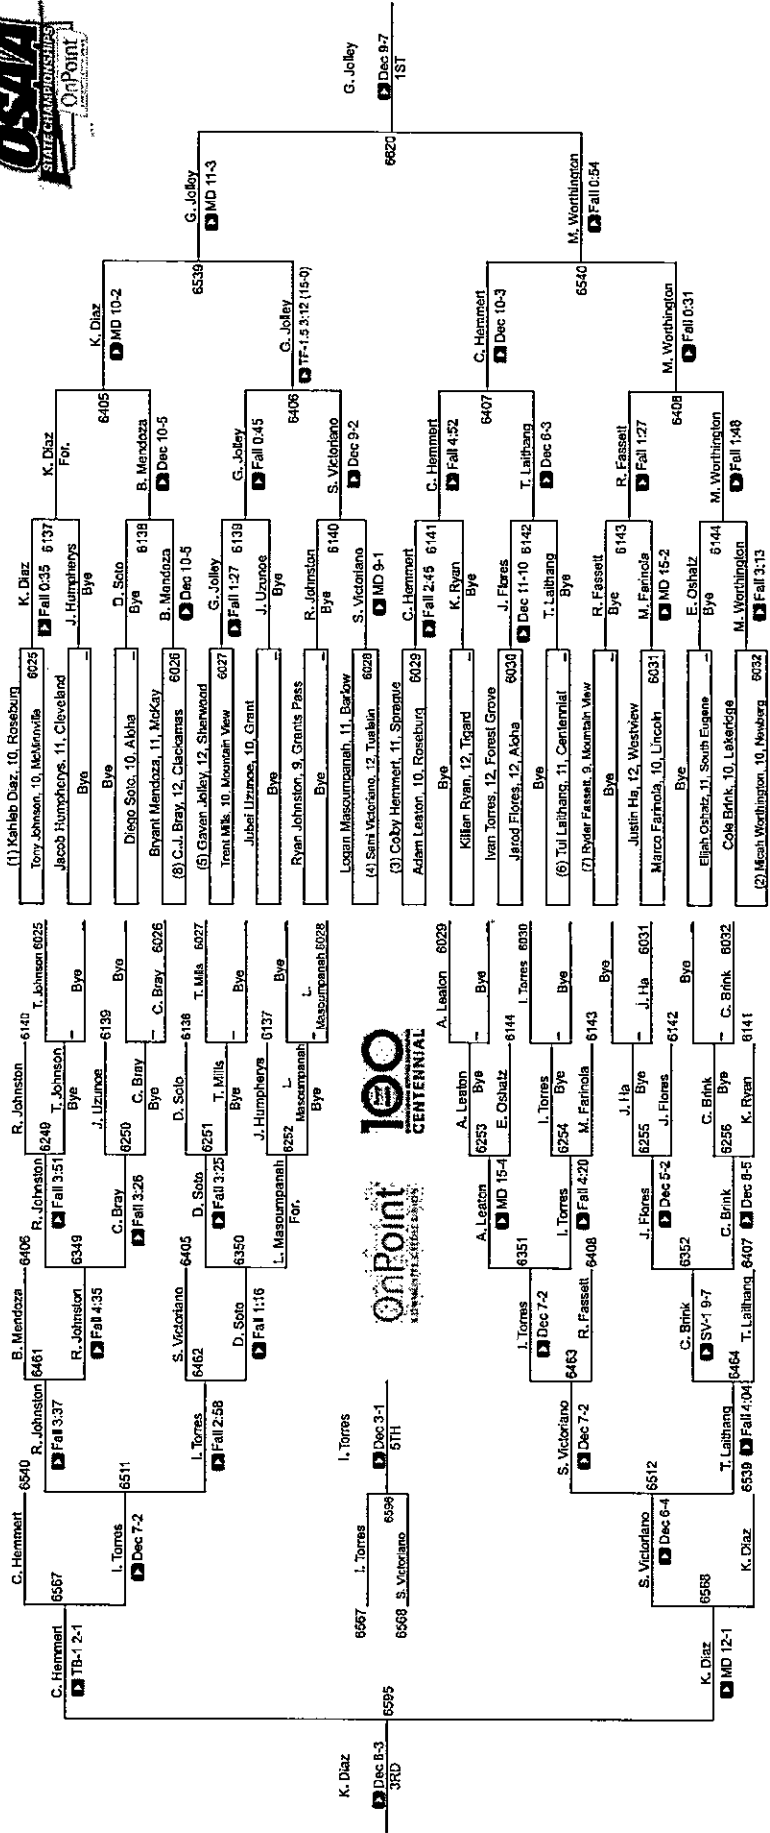 OSAA
STATE CHAMPIONSHIPS
OnPoint
(1) Kahleb Diaz, 10, Roseburg
Tony Johnson, 10, McMinnville
6025
Jacob Humpherys, 11, Cleveland
Bye
Bye
Diego Soto, 10, Aloha
Bryant Mendoza, 11, McKay
6026
(8) C.J. Bray, 12, Clackamas
(5) Gaven Jolley, 12, Sherwood
6027
Trent Mills, 10, Mountain View
Jubei Uzunoe, 10, Grant
Bye
Bye
Ryan Johnston, 9, Grants Pass
Logan Masoumpanah, 11, Barlow
6028
(4) Sami Victoriano, 12, Tualatin
(3) Colby Hemmert, 11, Sprague
6029
Adam Leaton, 10, Roseburg
Bye
Killian Ryan, 12, Tigard
Ivan Torres, 12, Forest Grove
6030
Jarod Flores, 12, Aloha
Bye
(6) Tui Laithang, 11, Centennial
(7) Ryder Fassett, 9, Mountain View
Bye
Justin Ha, 12, Westview
6031
Marco Farinola, 10, Lincoln
Bye
Elijah Oshatz, 11, South Eugene
Cole Brink, 10, Lakeridge
6032
(2) Micah Worthington, 10, Newberg
K. Diaz
Fall 0:35 6137
J. Humpherys
Bye
D. Soto
Bye 6138
B. Mendoza
Dec 10-5
G. Jolley
Fall 1:27 6139
J. Uzunoe
Bye
R. Johnston
Bye 6140
S. Victoriano
MD 9-1
C. Hemmert
Fall 2:45 6141
K. Ryan
Bye
J. Flores
Dec 11-10 6142
T. Laithang
Bye
R. Fassett
Bye 6143
M. Farinola
MD 15-2
E. Oshatz
Bye 6144
M. Worthington
Fall 3:13
K. Diaz
For.
6405
B. Mendoza
Dec 10-5
G. Jolley
Fall 0:45
6406
S. Victoriano
Dec 9-2
C. Hemmert
Fall 4:52
6407
T. Laithang
Dec 6-3
R. Fassett
Fall 1:27
6408
M. Worthington
Fall 1:48
K. Diaz
MD 10-2
6539
G. Jolley
TF-1.5 3:12 (15-0)
C. Hemmert
Dec 10-3
6540
M. Worthington
Fall 0:31
G. Jolley
MD 11-3
6620
M. Worthington
Fall 0:54
G. Jolley
Dec 9-7
1ST
T. Johnson 6025
Bye
Bye
C. Bray 6026
T. Mills 6027
Bye
Bye
L. Masoumpanah 6028
A. Leaton 6029
Bye
I. Torres 6030
Bye
Bye
J. Ha 6031
Bye
C. Brink 6032
R. Johnston 6140
6249
T. Johnson
Bye
J. Uzunoe 6139
6250
C. Bray
Bye
D. Soto 6138
6251
T. Mills
Bye
J. Humpherys 6137
6252
L. Masoumpanah
Bye
A. Leaton
Bye
6253
E. Oshatz 6144
I. Torres
Bye
6254
M. Farinola 6143
J. Ha
Bye
6255
J. Flores 6142
C. Brink
Bye
6256
K. Ryan 6141
R. Johnston
Fall 3:51
6349
C. Bray
Fall 3:26
D. Soto
Fall 3:25
6350
L. Masoumpanah
For.
A. Leaton
MD 15-4
6351
I. Torres
Fall 4:20
J. Flores
Dec 5-2
6352
C. Brink
Dec 8-5
B. Mendoza 6406
6461
R. Johnston
Fall 4:35
S. Victoriano 6405
6462
D. Soto
Fall 1:16
I. Torres
Dec 7-2
6463
R. Fassett 6408
C. Brink
SV-1 9-7
6464
T. Laithang 6407
R. Johnston
Fall 3:37
6511
I. Torres
Fall 2:58
S. Victoriano
Dec 7-2
6512
T. Laithang
Fall 4:04
C. Hemmert 6540
6567
I. Torres
Dec 7-2
S. Victoriano
Dec 6-4
6568
K. Diaz 6539
C. Hemmert
TB-1 2-1
6595
K. Diaz
MD 12-1
K. Diaz
Dec 8-3
3RD
6567 I. Torres
6596
6568 S. Victoriano
I. Torres
Dec 3-1
5TH
OnPoint
100
CENTENNIAL